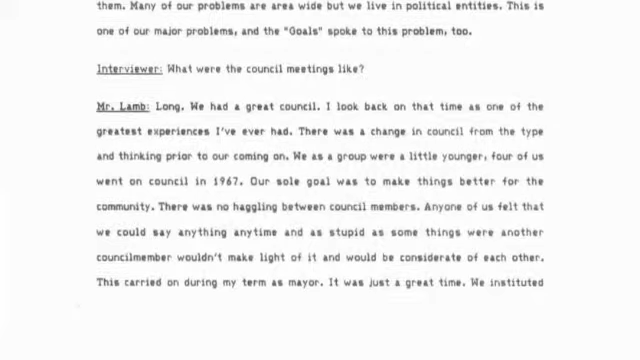 them. Many of our problems are area wide but we live in political entities. This is
one of our major problems, and the "Goals" spoke to this problem, too.
Interviewer: What were the council meetings like?
Mr. Lamb: Long. We had a great council. I look back on that time as one of the
greatest experiences I've ever had. There was a change in council from the type
and thinking prior to our coming on. We as a group were a little younger, four of us
went on council in 1967. Our sole goal was to make things better for the
community. There was no haggling between council members. Anyone of us felt that
we could say anything anytime and as stupid as some things were another
councilmember wouldn't make light of it and would be considerate of each other.
This carried on during my term as mayor. It was just a great time. We instituted